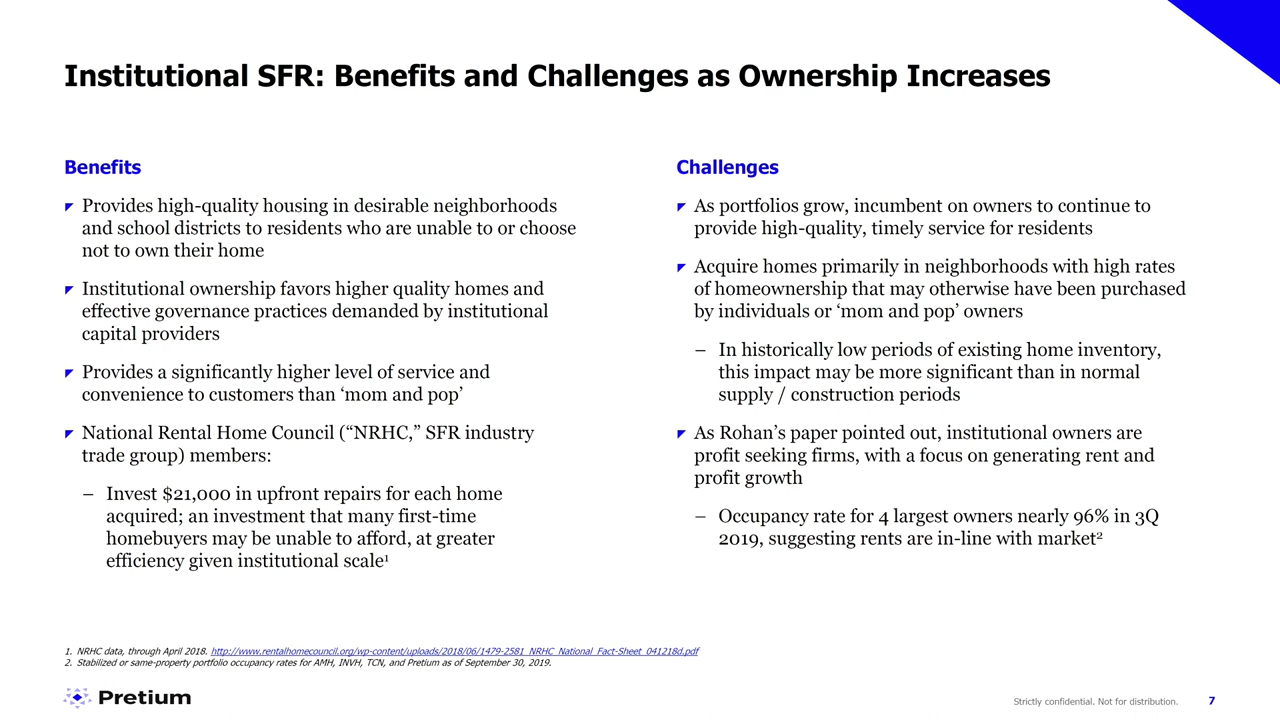 Institutional SFR: Benefits and Challenges as Ownership Increases
Benefits
Provides high-quality housing in desirable neighborhoods
and school districts to residents who are unable to or choose
not to own their home
Institutional ownership favors higher quality homes and
effective governance practices demanded by institutional
capital providers
Provides a significantly higher level of service and
convenience to customers than ‘mom and pop’
National Rental Home Council (“NRHC,” SFR industry
trade group) members:
– Invest $21,000 in upfront repairs for each home
acquired; an investment that many first-time
homebuyers may be unable to afford, at greater
efficiency given institutional scale¹
Challenges
As portfolios grow, incumbent on owners to continue to
provide high-quality, timely service for residents
Acquire homes primarily in neighborhoods with high rates
of homeownership that may otherwise have been purchased
by individuals or ‘mom and pop’ owners
– In historically low periods of existing home inventory,
this impact may be more significant than in normal
supply / construction periods
As Rohan’s paper pointed out, institutional owners are
profit seeking firms, with a focus on generating rent and
profit growth
– Occupancy rate for 4 largest owners nearly 96% in 3Q
2019, suggesting rents are in-line with market²
1. NRHC data, through April 2018. http://www.rentalhomecouncil.org/wp-content/uploads/2018/06/1479-2581_NRHC_National_Fact-Sheet_041218d.pdf
2. Stabilized or same-property portfolio occupancy rates for AMH, INVH, TCN, and Pretium as of September 30, 2019.
Pretium
Strictly confidential. Not for distribution.
7